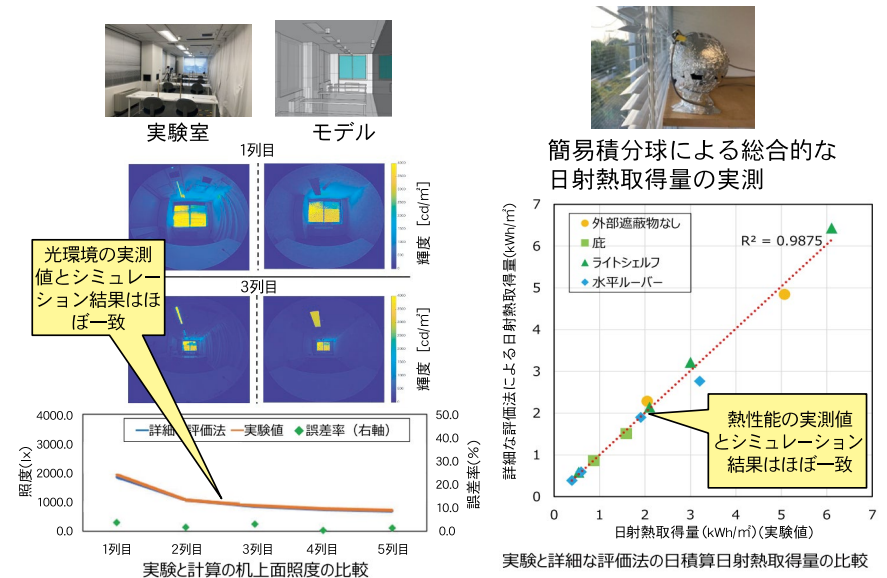 実験室
モデル
1列目
輝度 [cd/㎡]
3列目
輝度 [cd/㎡]
光環境の実測
値とシミュレー
ション結果はほ
ぼ一致
照度(lx)
4000.0
3000.0
2000.0
1000.0
0.0
詳細な評価法
実験値
誤差率（右軸）
50.0
40.0
30.0
20.0
10.0
0.0
誤差率(%)
1列目
2列目
3列目
4列目
5列目
実験と計算の机上面照度の比較
簡易積分球による総合的な
日射熱取得量の実測
詳細な評価法による日射熱取得量(kWh/㎡)
7
6
5
4
3
2
1
0
外部遮蔽物なし
庇
ライトシェルフ
水平ルーバー
R² = 0.9875
熱性能の実測値
とシミュレーション
結果はほぼ一致
0 1 2 3 4 5 6 7
日射熱取得量(kWh/㎡)(実験値)
実験と詳細な評価法の日積算日射熱取得量の比較